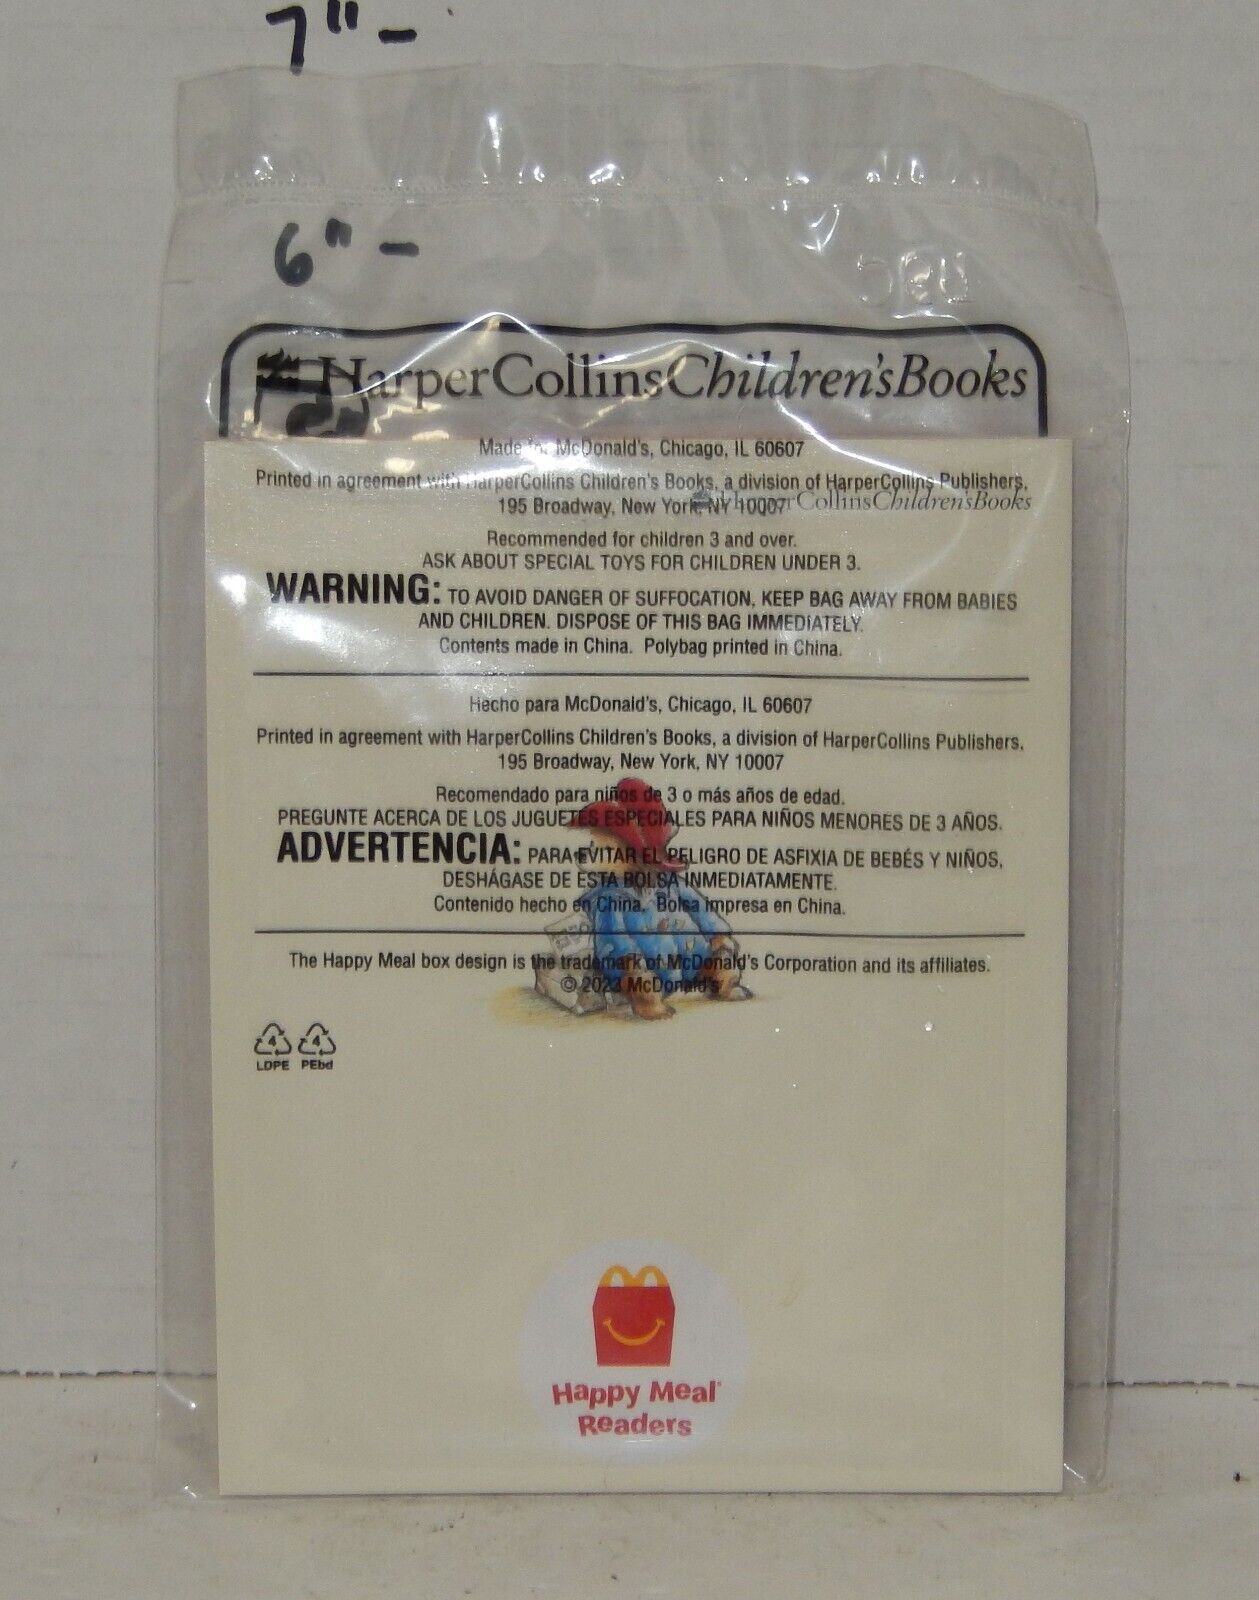 7" -
6" -
HarperCollinsChildren'sBooks
Made for McDonald's, Chicago, IL 60607
Printed in agreement with HarperCollins Children's Books, a division of HarperCollins Publishers,
195 Broadway, New York, NY 10007
HarperCollinsChildren'sBooks
Recommended for children 3 and over.
ASK ABOUT SPECIAL TOYS FOR CHILDREN UNDER 3.
WARNING: TO AVOID DANGER OF SUFFOCATION, KEEP BAG AWAY FROM BABIES
AND CHILDREN. DISPOSE OF THIS BAG IMMEDIATELY.
Contents made in China. Polybag printed in China.
Hecho para McDonald's, Chicago, IL 60607
Printed in agreement with HarperCollins Children's Books, a division of HarperCollins Publishers,
195 Broadway, New York, NY 10007
Recomendado para niños de 3 o más años de edad.
PREGUNTE ACERCA DE LOS JUGUETES ESPECIALES PARA NIÑOS MENORES DE 3 AÑOS.
ADVERTENCIA: PARA EVITAR EL PELIGRO DE ASFIXIA DE BEBÉS Y NIÑOS,
DESHÁGASE DE ESTA BOLSA INMEDIATAMENTE.
Contenido hecho en China. Bolsa impresa en China.
The Happy Meal box design is the trademark of McDonald's Corporation and its affiliates.
© 2023 McDonald's
4 4
LDPE PEbd
Happy Meal
Readers